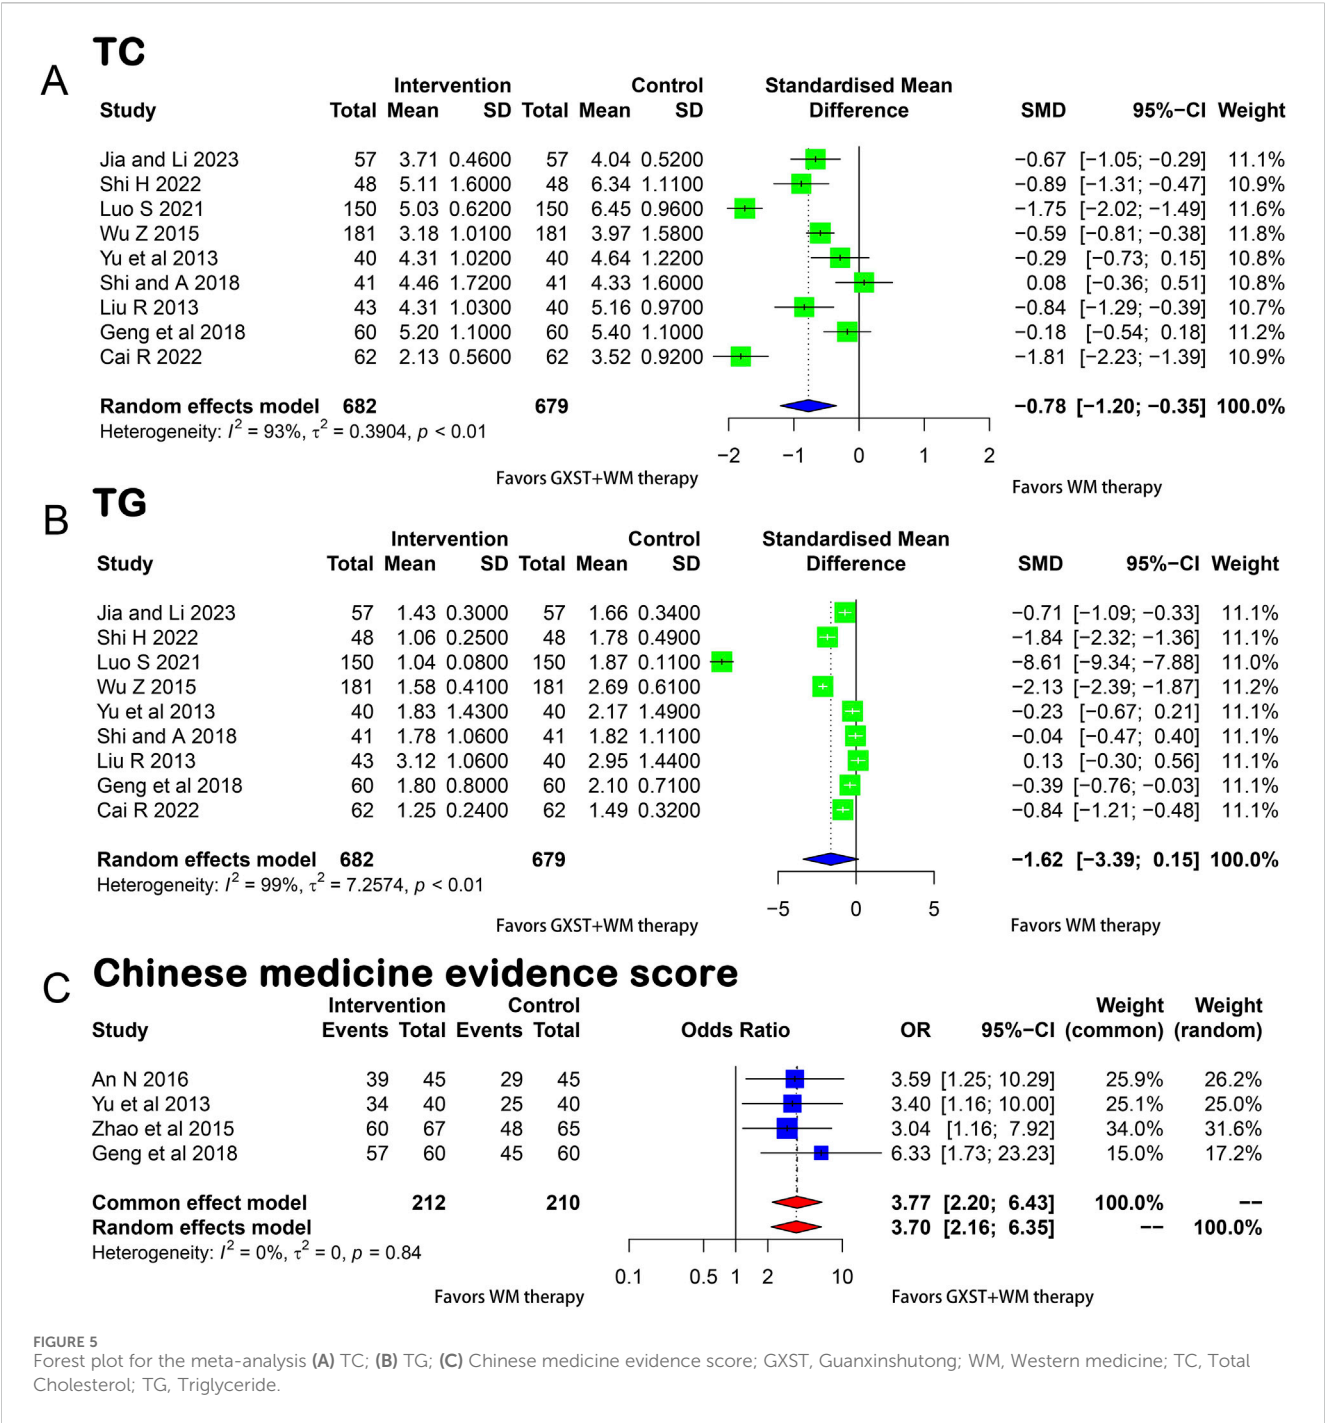 TC
A
Intervention Control Standardised Mean
Study Total Mean SD Total Mean SD Difference SMD 95%−CI Weight
Jia and Li 2023 57 3.71 0.4600 57 4.04 0.5200 −0.67 [−1.05; −0.29] 11.1%
Shi H 2022 48 5.11 1.6000 48 6.34 1.1100 −0.89 [−1.31; −0.47] 10.9%
Luo S 2021 150 5.03 0.6200 150 6.45 0.9600 −1.75 [−2.02; −1.49] 11.6%
Wu Z 2015 181 3.18 1.0100 181 3.97 1.5800 −0.59 [−0.81; −0.38] 11.8%
Yu et al 2013 40 4.31 1.0200 40 4.64 1.2200 −0.29 [−0.73; 0.15] 10.8%
Shi and A 2018 41 4.46 1.7200 41 4.33 1.6000 0.08 [−0.36; 0.51] 10.8%
Liu R 2013 43 4.31 1.0300 40 5.16 0.9700 −0.84 [−1.29; −0.39] 10.7%
Geng et al 2018 60 5.20 1.1000 60 5.40 1.1000 −0.18 [−0.54; 0.18] 11.2%
Cai R 2022 62 2.13 0.5600 62 3.52 0.9200 −1.81 [−2.23; −1.39] 10.9%
Random effects model 682 679 −0.78 [−1.20; −0.35] 100.0%
Heterogeneity: I² = 93%, τ² = 0.3904, p < 0.01
−2 −1 0 1 2
Favors GXST+WM therapy Favors WM therapy
TG
B
Intervention Control Standardised Mean
Study Total Mean SD Total Mean SD Difference SMD 95%−CI Weight
Jia and Li 2023 57 1.43 0.3000 57 1.66 0.3400 −0.71 [−1.09; −0.33] 11.1%
Shi H 2022 48 1.06 0.2500 48 1.78 0.4900 −1.84 [−2.32; −1.36] 11.1%
Luo S 2021 150 1.04 0.0800 150 1.87 0.1100 −8.61 [−9.34; −7.88] 11.0%
Wu Z 2015 181 1.58 0.4100 181 2.69 0.6100 −2.13 [−2.39; −1.87] 11.2%
Yu et al 2013 40 1.83 1.4300 40 2.17 1.4900 −0.23 [−0.67; 0.21] 11.1%
Shi and A 2018 41 1.78 1.0600 41 1.82 1.1100 −0.04 [−0.47; 0.40] 11.1%
Liu R 2013 43 3.12 1.0600 40 2.95 1.4400 0.13 [−0.30; 0.56] 11.1%
Geng et al 2018 60 1.80 0.8000 60 2.10 0.7100 −0.39 [−0.76; −0.03] 11.1%
Cai R 2022 62 1.25 0.2400 62 1.49 0.3200 −0.84 [−1.21; −0.48] 11.1%
Random effects model 682 679 −1.62 [−3.39; 0.15] 100.0%
Heterogeneity: I² = 99%, τ² = 7.2574, p < 0.01
−5 0 5
Favors GXST+WM therapy Favors WM therapy
Chinese medicine evidence score
C
Intervention Control Weight Weight
Study Events Total Events Total Odds Ratio OR 95%−CI (common) (random)
An N 2016 39 45 29 45 3.59 [1.25; 10.29] 25.9% 26.2%
Yu et al 2013 34 40 25 40 3.40 [1.16; 10.00] 25.1% 25.0%
Zhao et al 2015 60 67 48 65 3.04 [1.16; 7.92] 34.0% 31.6%
Geng et al 2018 57 60 45 60 6.33 [1.73; 23.23] 15.0% 17.2%
Common effect model 212 210 3.77 [2.20; 6.43] 100.0% −−
Random effects model 3.70 [2.16; 6.35] −− 100.0%
Heterogeneity: I² = 0%, τ² = 0, p = 0.84
0.1 0.5 1 2 10
Favors WM therapy Favors GXST+WM therapy
FIGURE 5
Forest plot for the meta-analysis (A) TC; (B) TG; (C) Chinese medicine evidence score; GXST, Guanxinshutong; WM, Western medicine; TC, Total
Cholesterol; TG, Triglyceride.